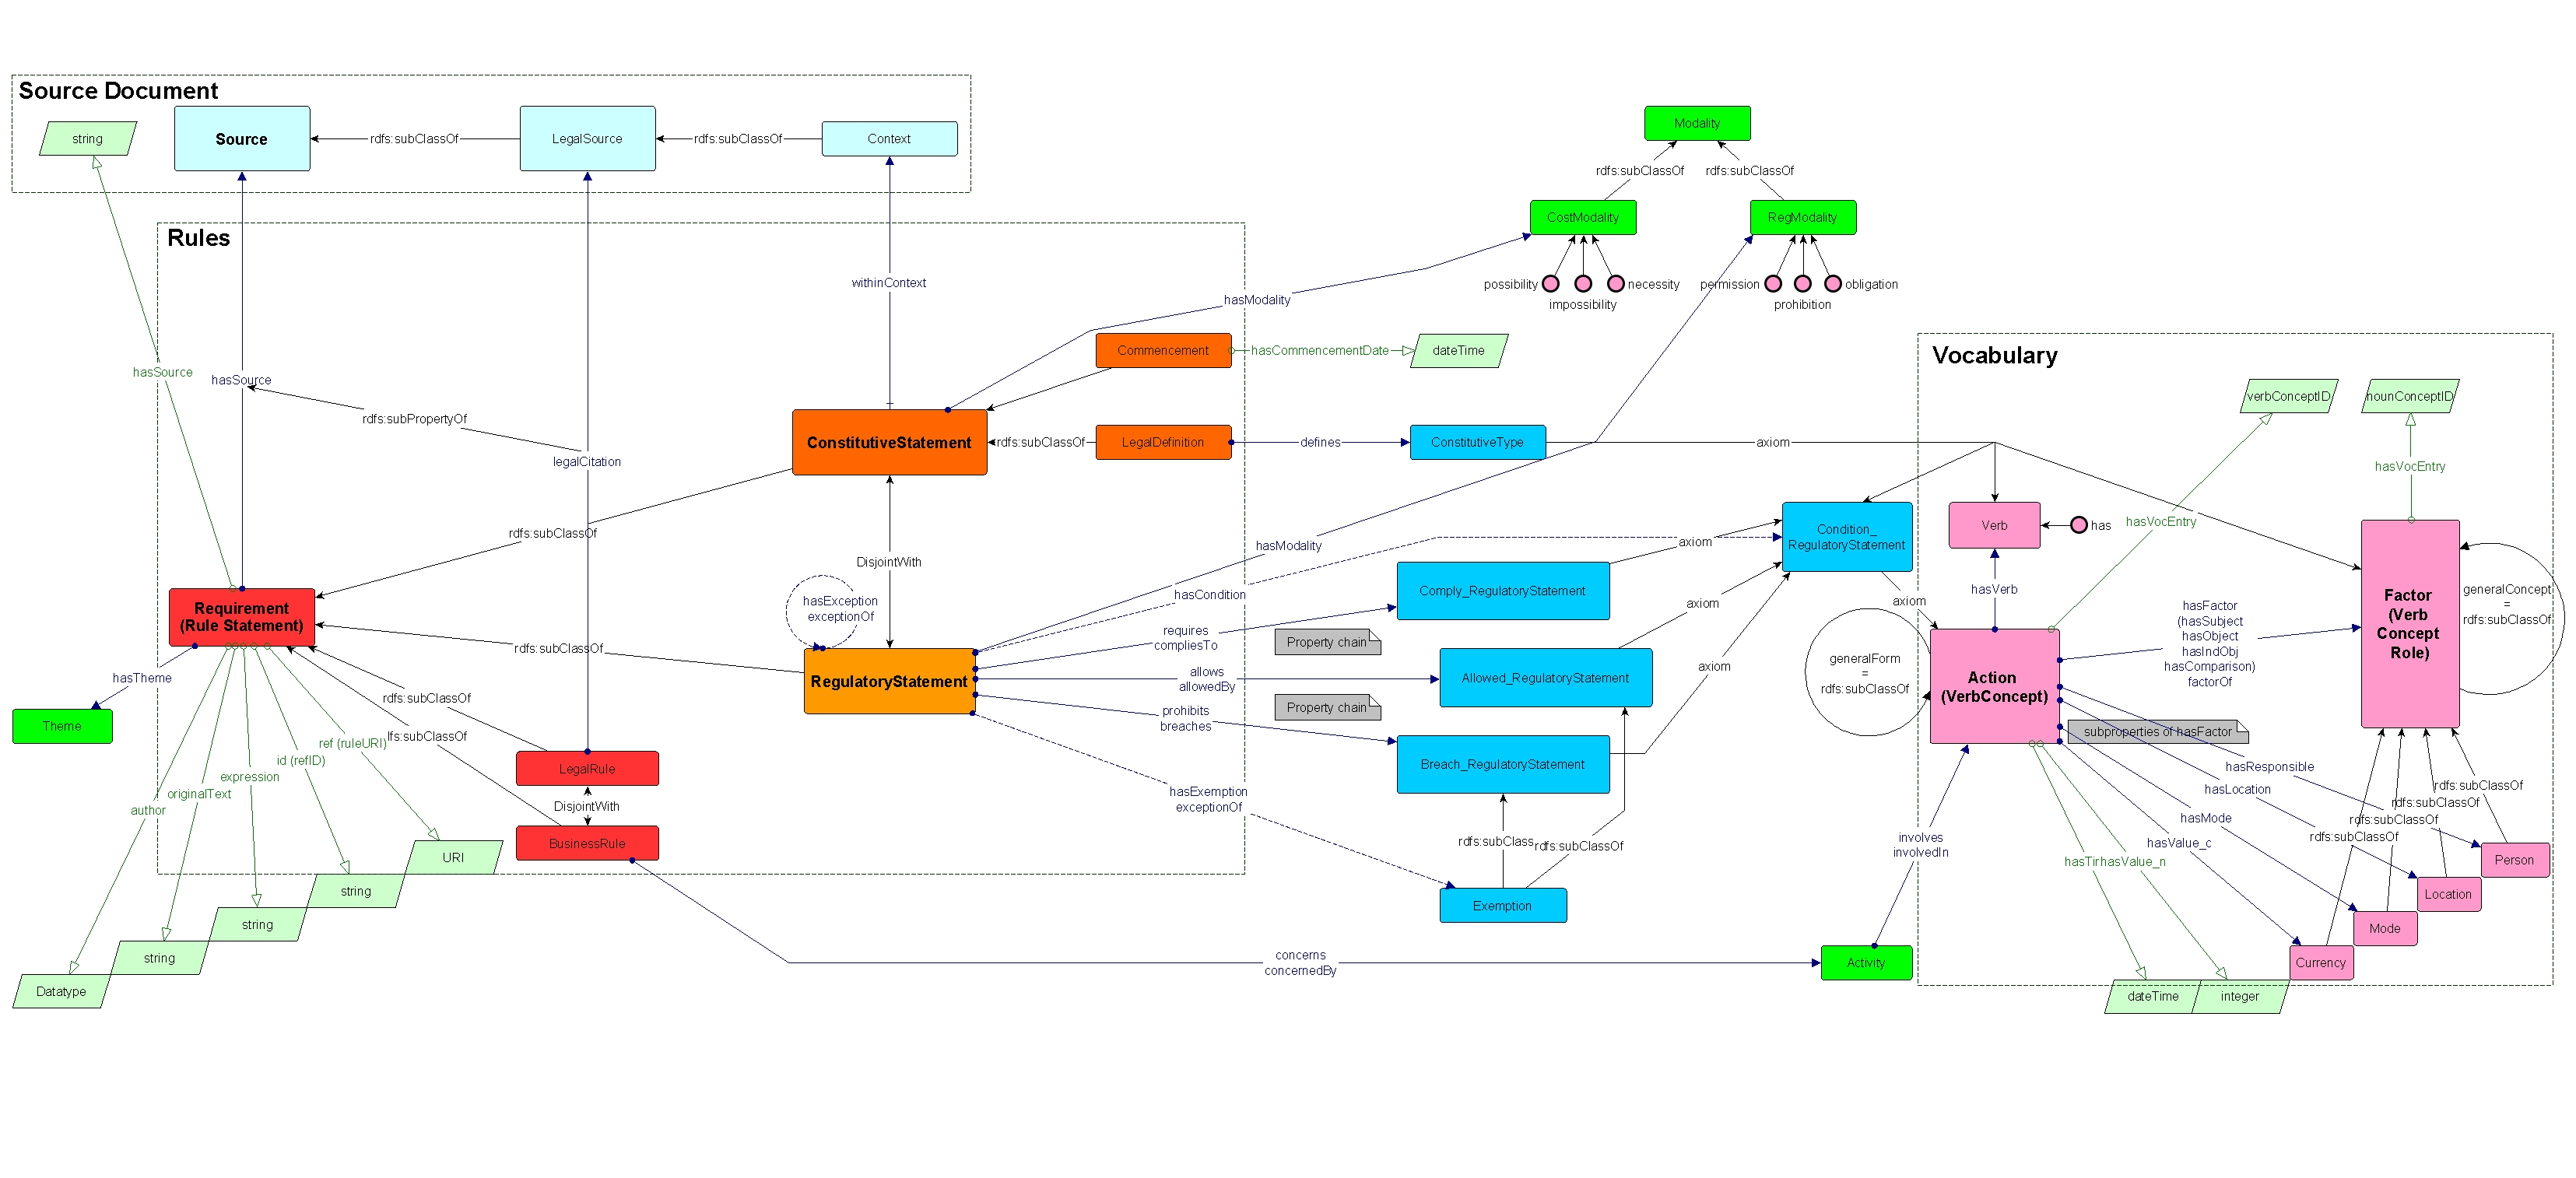 Source Document
string
Source
rdfs:subClassOf
LegalSource
rdfs:subClassOf
Context
Modality
rdfs:subClassOf
rdfs:subClassOf
CostModality
RegModality
possibility
impossibility
necessity
permission
prohibition
obligation
Rules
withinContext
hasModality
hasSource
hasSource
rdfs:subPropertyOf
legalCitation
Commencement
hasCommencementDate
dateTime
ConstitutiveStatement
rdfs:subClassOf
LegalDefinition
defines
ConstitutiveType
axiom
Vocabulary
verbConceptID
nounConceptID
hasVocEntry
hasVocEntry
Condition_
RegulatoryStatement
Verb
has
rdfs:subClassOf
DisjointWith
hasModality
axiom
hasCondition
Comply_RegulatoryStatement
axiom
axiom
hasVerb
Requirement
(Rule Statement)
hasException
exceptionOf
requires
compliesTo
Property chain
rdfs:subClassOf
RegulatoryStatement
allows
allowedBy
Allowed_RegulatoryStatement
axiom
generalForm
=
rdfs:subClassOf
Action
(VerbConcept)
hasFactor
(hasSubject
hasObject
hasIndObj
hasComparison)
factorOf
Factor
(Verb
Concept
Role)
generalConcept
=
rdfs:subClassOf
hasTheme
Theme
rdfs:subClassOf
lfs:subClassOf
prohibits
breaches
Property chain
Breach_RegulatoryStatement
subproperties of hasFactor
ref (ruleURI)
id (refID)
expression
originalText
author
LegalRule
DisjointWith
BusinessRule
hasExemption
exceptionOf
rdfs:subClass
rdfs:subClassOf
Exemption
hasResponsible
hasLocation
hasMode
hasValue_c
hasTirhasValue_n
rdfs:subClassOf
rdfs:subClassOf
rdfs:subClassOf
rdfs:subClassOf
involves
involvedIn
URI
string
string
string
Datatype
concerns
concernedBy
Activity
Person
Location
Mode
Currency
dateTime
integer